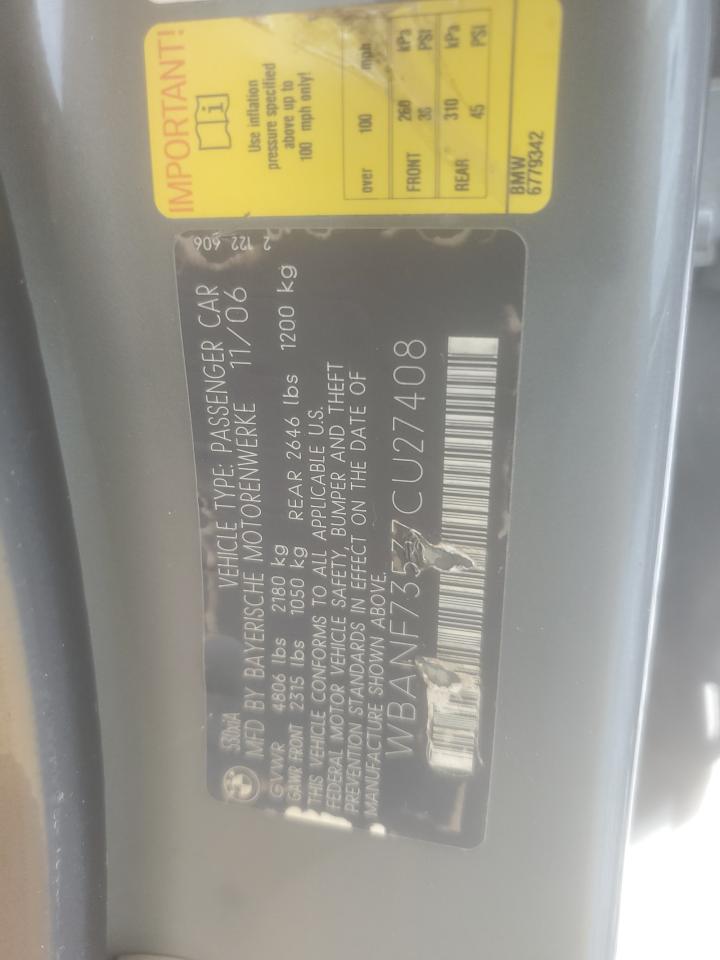 IMPORTANT!
i
Use inflation
pressure specified
above up to
100 mph only!
over 100 mph
FRONT 260 kPa
38 PSI
REAR 310 kPa
45 PSI
BMW
6779342
2 122 606
530xiA VEHICLE TYPE: PASSENGER CAR
MFD BY BAYERISCHE MOTORENWERKE 11/06
GVWR 4806 lbs 2180 kg
GAWR FRONT 2315 lbs 1050 kg REAR 2646 lbs 1200 kg
THIS VEHICLE CONFORMS TO ALL APPLICABLE U.S.
FEDERAL MOTOR VEHICLE SAFETY, BUMPER AND THEFT
PREVENTION STANDARDS IN EFFECT ON THE DATE OF
MANUFACTURE SHOWN ABOVE.
WBANF73537CU27408